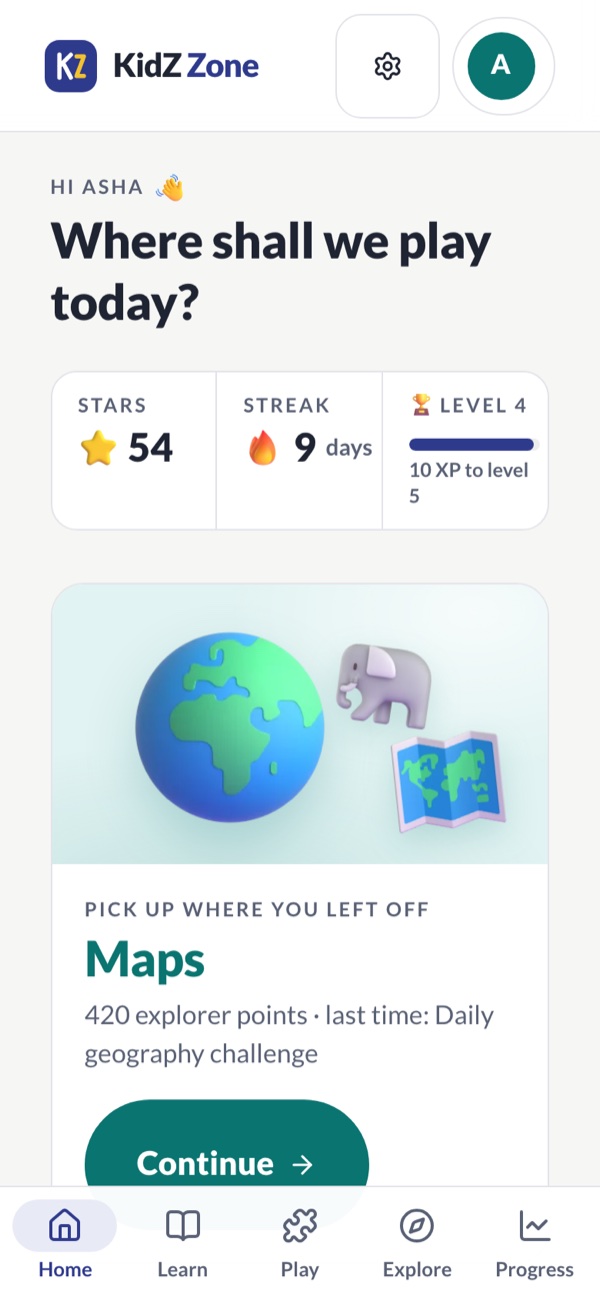 KZ KidZ Zone
A
HI ASHA 👋
Where shall we play
today?
STARS
⭐ 54
STREAK
🔥 9 days
🏆 LEVEL 4
10 XP to level
5
PICK UP WHERE YOU LEFT OFF
Maps
420 explorer points · last time: Daily
geography challenge
Continue →
Home
Learn
Play
Explore
Progress